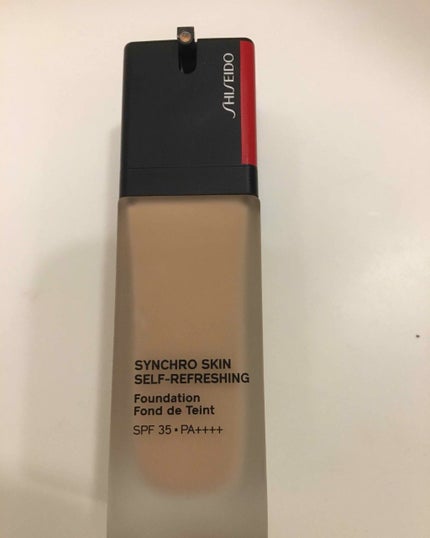 SHISEIDO
SYNCHRO SKIN
SELF-REFRESHING
Foundation
Fond de Teint
SPF 35•PA++++